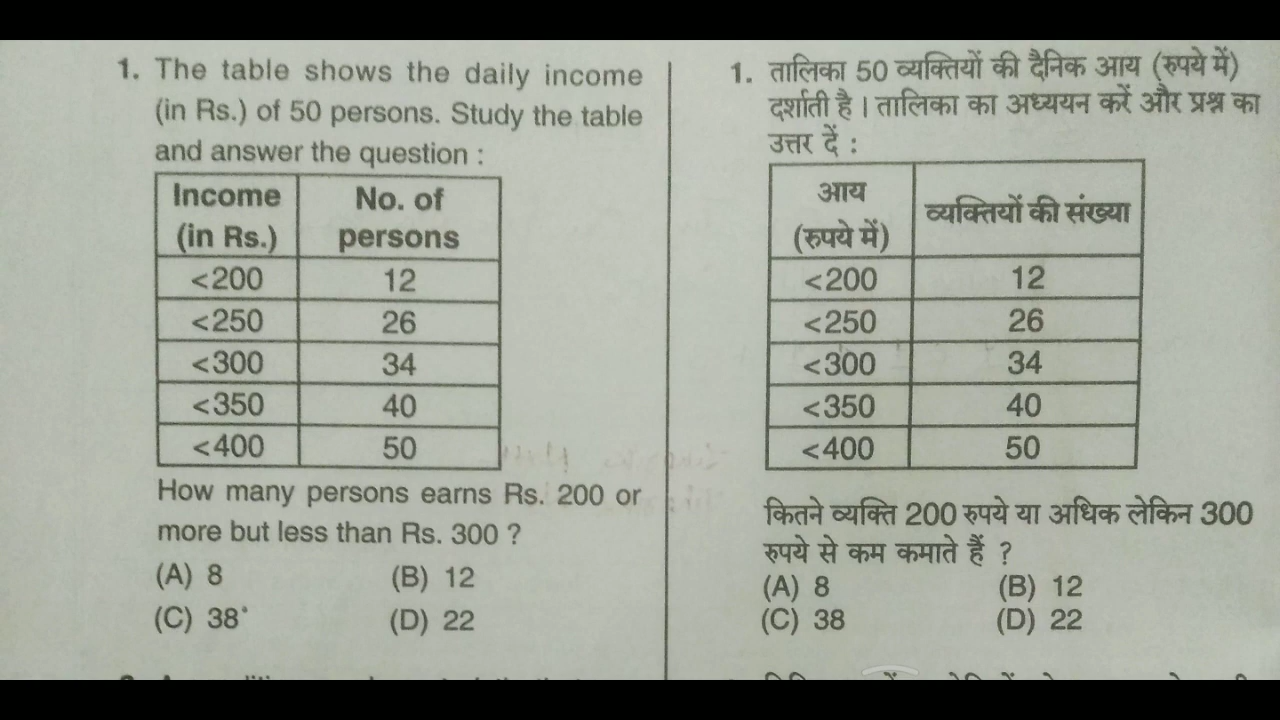 1. The table shows the daily income
(in Rs.) of 50 persons. Study the table
and answer the question :
Income (in Rs.) No. of persons
<200 12
<250 26
<300 34
<350 40
<400 50
How many persons earns Rs. 200 or
more but less than Rs. 300 ?
(A) 8 (B) 12
(C) 38 (D) 22
1. तालिका 50 व्यक्तियों की दैनिक आय (रुपये में)
दर्शाती है । तालिका का अध्ययन करें और प्रश्न का
उत्तर दें :
आय (रुपये में) व्यक्तियों की संख्या
<200 12
<250 26
<300 34
<350 40
<400 50
कितने व्यक्ति 200 रुपये या अधिक लेकिन 300
रुपये से कम कमाते हैं ?
(A) 8 (B) 12
(C) 38 (D) 22